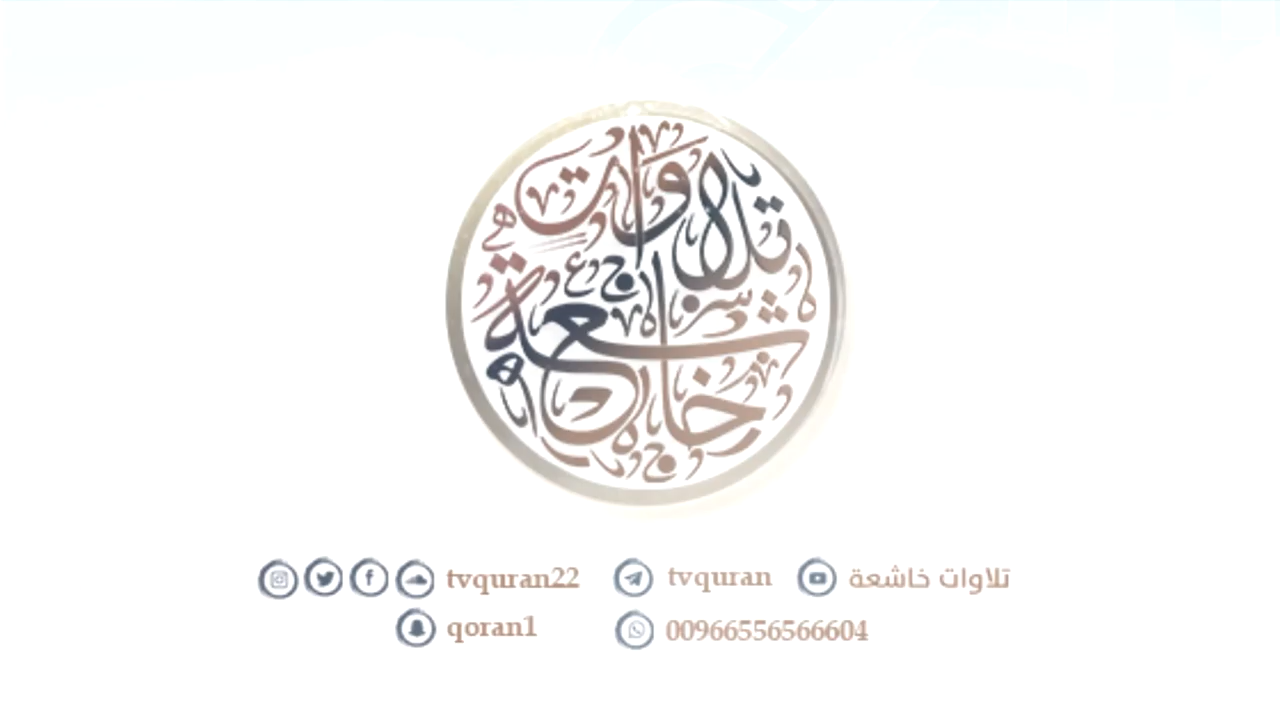 تلاوات خاشعة
tvquran22 tvquran تلاوات خاشعة
qoran1 00966556566604